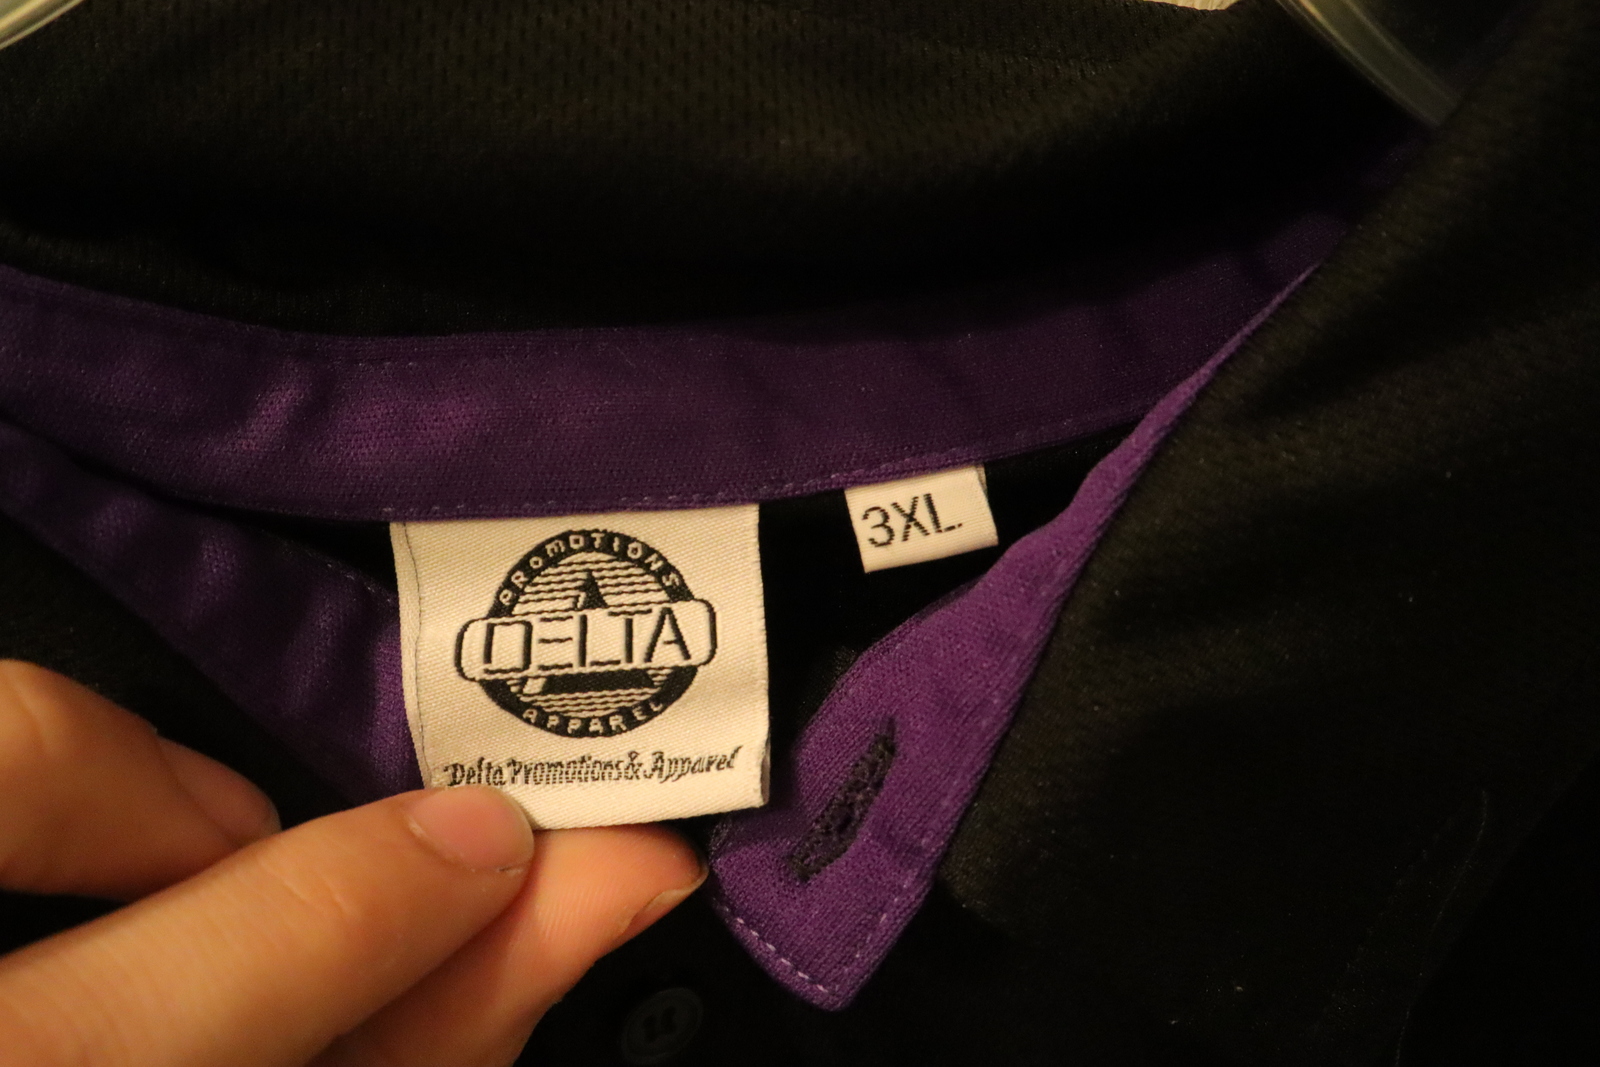 PROMOTIONS
DELTA
APPAREL
Delta Promotions & Apparel
3XL